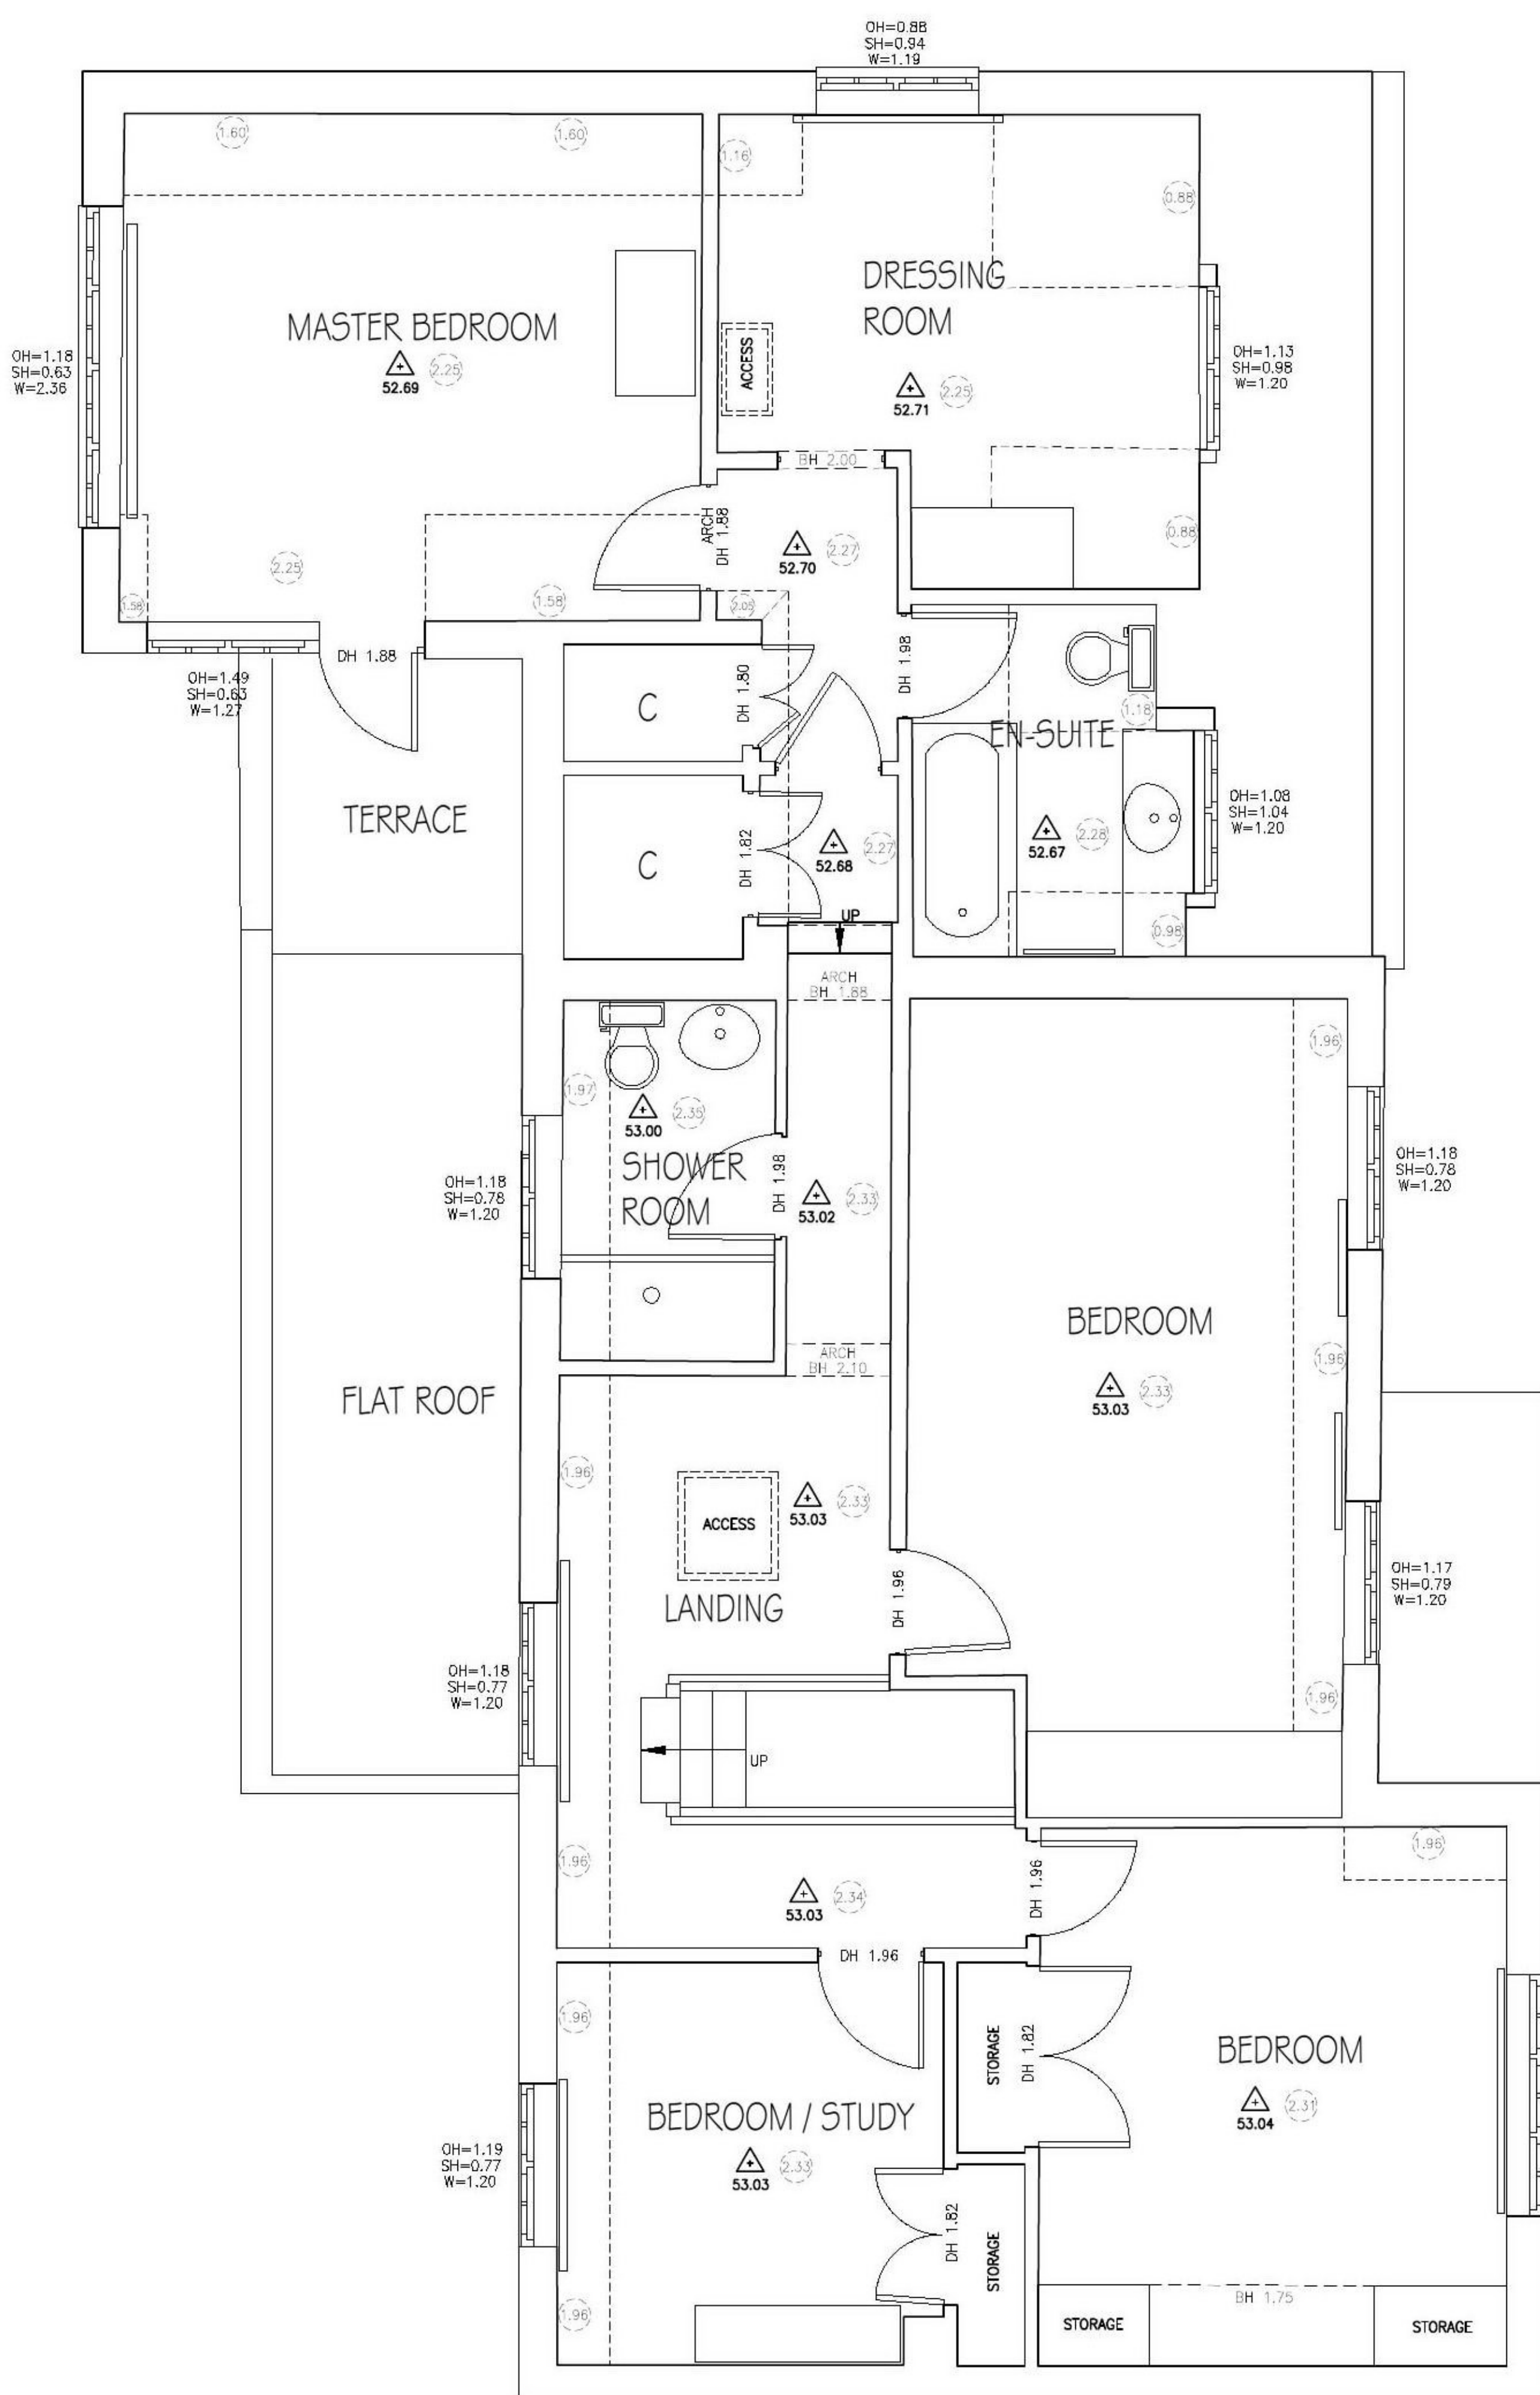 OH=0.88
SH=0.94
W=1.19
1.60
1.60
1.16
0.88
DRESSING
ROOM
MASTER BEDROOM
52.69
2.25
ACCESS
52.71
2.25
OH=1.18
SH=0.63
W=2.36
OH=1.13
SH=0.98
W=1.20
BH 2.00
ARCH
DH 1.88
52.70
2.27
0.88
2.25
1.58
1.58
2.05
DH 1.88
OH=1.49
SH=0.63
W=1.27
C
DH 1.80
DH 1.98
1.18
EN-SUITE
TERRACE
C
DH 1.82
52.68
2.27
52.67
2.28
OH=1.08
SH=1.04
W=1.20
UP
0.98
ARCH
BH 1.88
1.96
1.97
53.00
2.35
SHOWER
ROOM
DH 1.98
53.02
2.33
OH=1.18
SH=0.78
W=1.20
OH=1.18
SH=0.78
W=1.20
BEDROOM
ARCH
BH 2.10
1.96
53.03
2.33
FLAT ROOF
1.96
ACCESS
53.03
2.33
LANDING
DH 1.96
OH=1.17
SH=0.79
W=1.20
OH=1.18
SH=0.77
W=1.20
1.96
UP
1.96
53.03
2.34
DH 1.96
1.96
DH 1.96
1.96
STORAGE
DH 1.82
BEDROOM
53.04
2.31
BEDROOM / STUDY
53.03
2.33
OH=1.19
SH=0.77
W=1.20
DH 1.82
STORAGE
1.96
BH 1.75
STORAGE
STORAGE